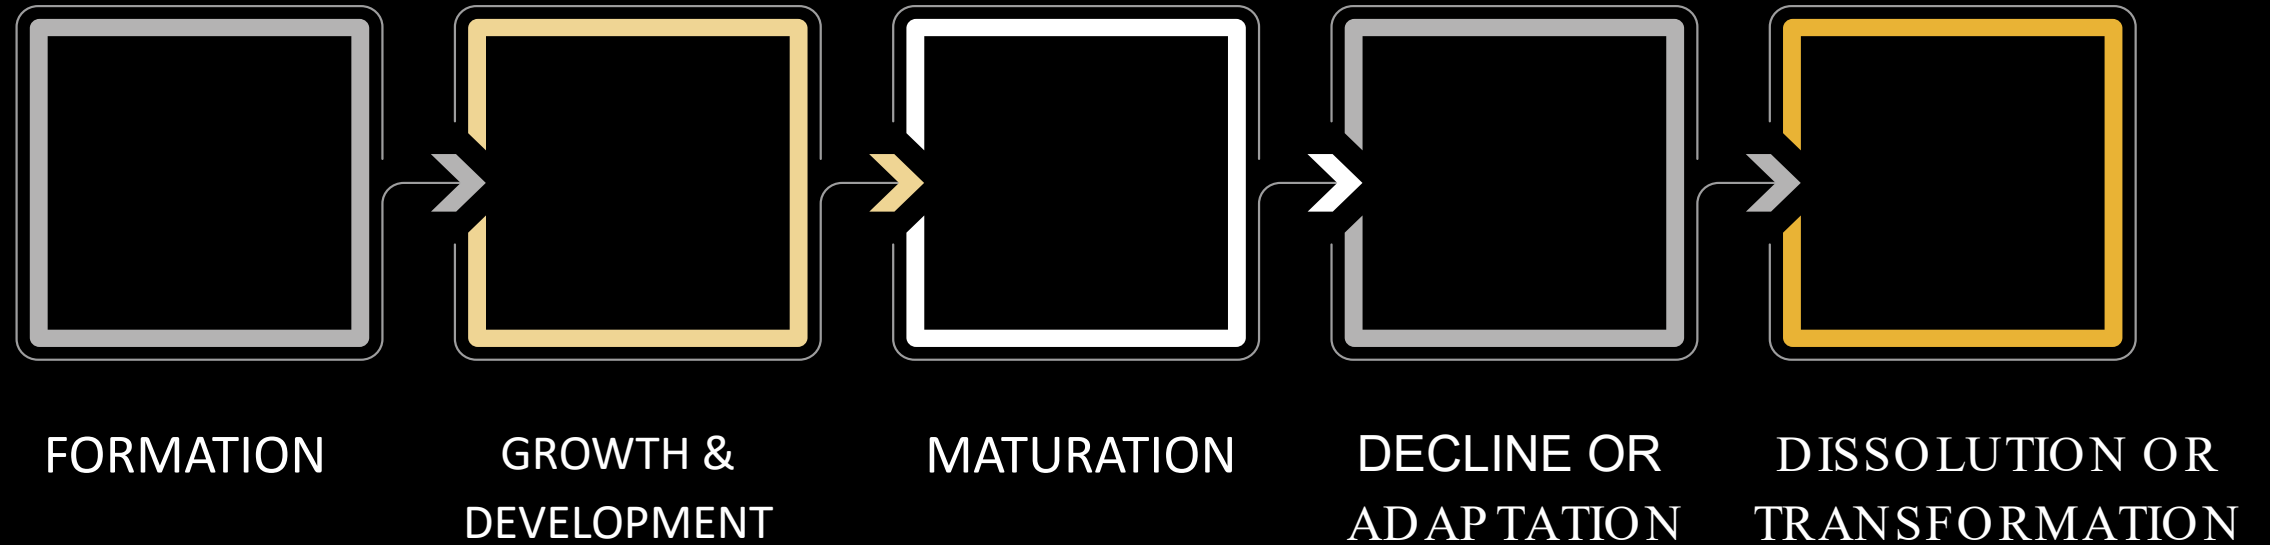 FORMATION
GROWTH &
DEVELOPMENT
MATURATION
DECLINE OR
ADAPTATION
DISSOLUTION OR
TRANSFORMATION